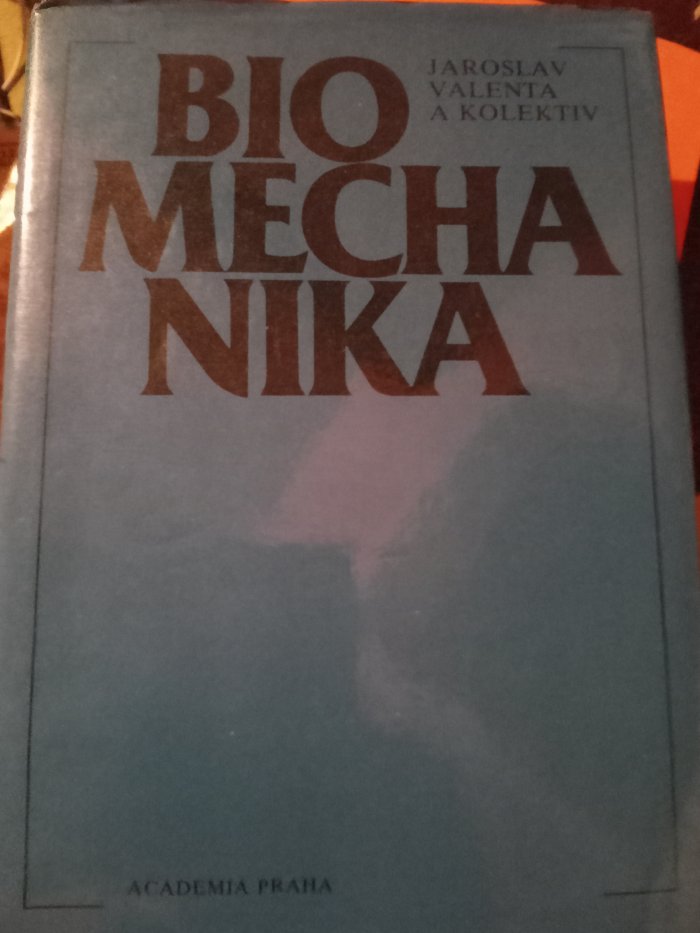 BIO
MECHA
NIKA
JAROSLAV
VALENTA
A KOLEKTIV
ACADEMIA PRAHA